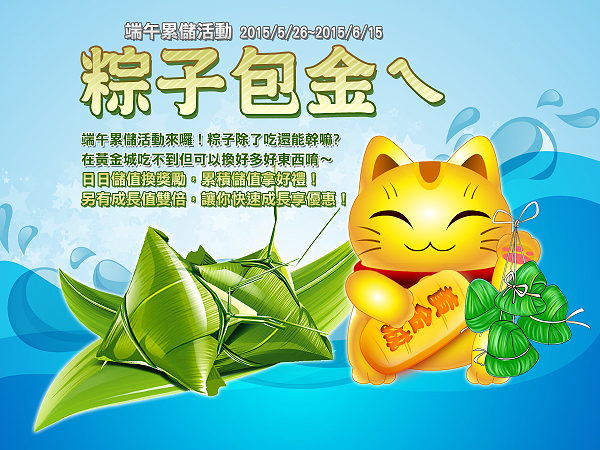 端午累儲活動 2015/5/26~2015/6/15
粽子包金ㄟ
端午累儲活動來囉！粽子除了吃還能幹嘛?
在黃金城吃不到但可以換好多好東西唷～
日日儲值換獎勵，累積儲值拿好禮！
另有成長值雙倍，讓你快速成長享優惠！
黃金城